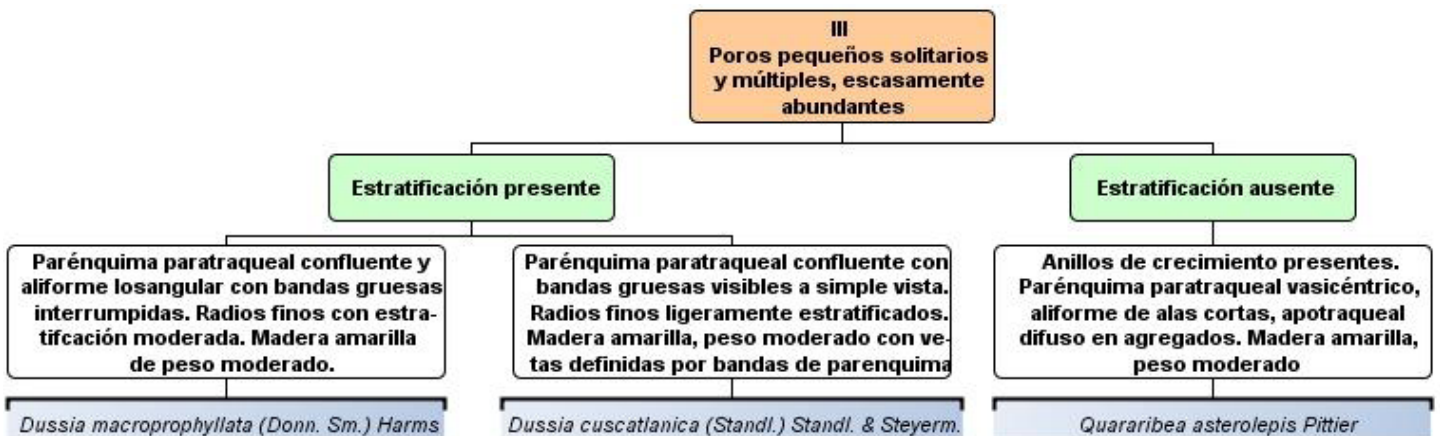 III
Poros pequeños solitarios
y múltiples, escasamente
abundantes
Estratificación presente
Estratificación ausente
Parénquima paratraqueal confluente y
aliforme losangular con bandas gruesas
interrumpidas. Radios finos con estra-
tifcación moderada. Madera amarilla
de peso moderado.
Parénquima paratraqueal confluente con
bandas gruesas visibles a simple vista.
Radios finos ligeramente estratificados.
Madera amarilla, peso moderado con ve-
tas definidas por bandas de parenquima
Anillos de crecimiento presentes.
Parénquima paratraqueal vasicéntrico,
aliforme de alas cortas, apotraqueal
difuso en agregados. Madera amarilla,
peso moderado
Dussia macroprophyllata (Donn. Sm.) Harms
Dussia cuscatlanica (Standl.) Standl. & Steyerm.
Quararibea asterolepis Pittier